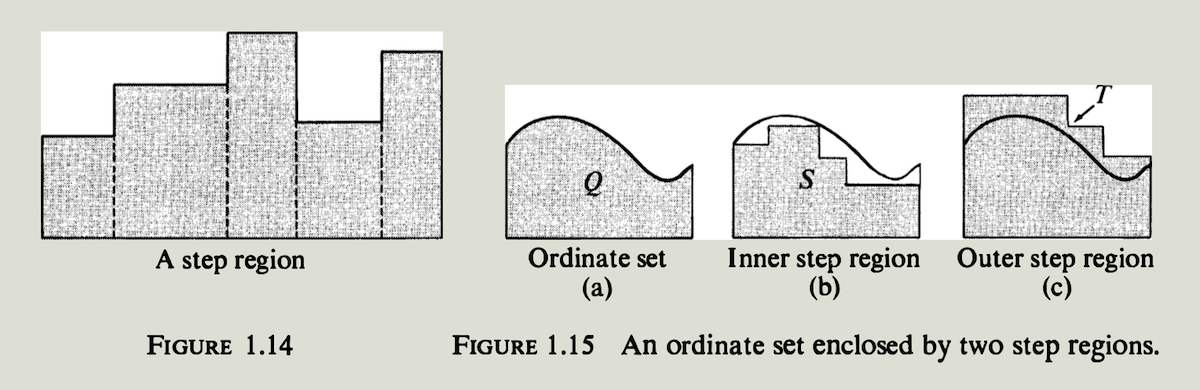 A step region
FIGURE 1.14
Q
S
T
Ordinate set
(a)
Inner step region
(b)
Outer step region
(c)
FIGURE 1.15 An ordinate set enclosed by two step regions.